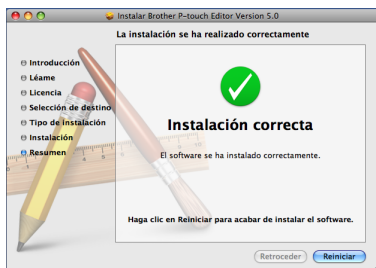 Instalar Brother P-touch Editor Version 5.0
La instalación se ha realizado correctamente
Introducción
Léame
Licencia
Selección de destino
Tipo de instalación
Instalación
Resumen
Instalación correcta
El software se ha instalado correctamente.
Haga clic en Reiniciar para acabar de instalar el software.
Retroceder
Reiniciar